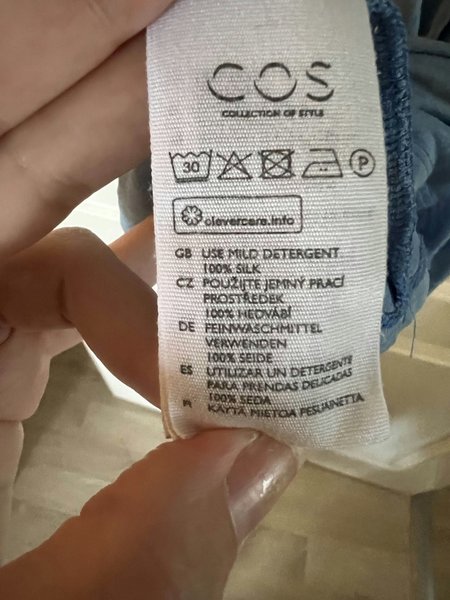 COS
COLLECTION OF STYLE
30 P
clevercare.info
GB USE MILD DETERGENT
100% SILK
CZ POUŽIJTE JEMNÝ PRACÍ
PROSTŘEDEK
100% HEDVÁBÍ
DE FEINWASCHMITTEL
VERWENDEN
100% SEIDE
ES UTILIZAR UN DETERGENTE
PARA PRENDAS DELICADAS
100% SEDA
FI KÄYTÄ MIETOA PESUAINETTA